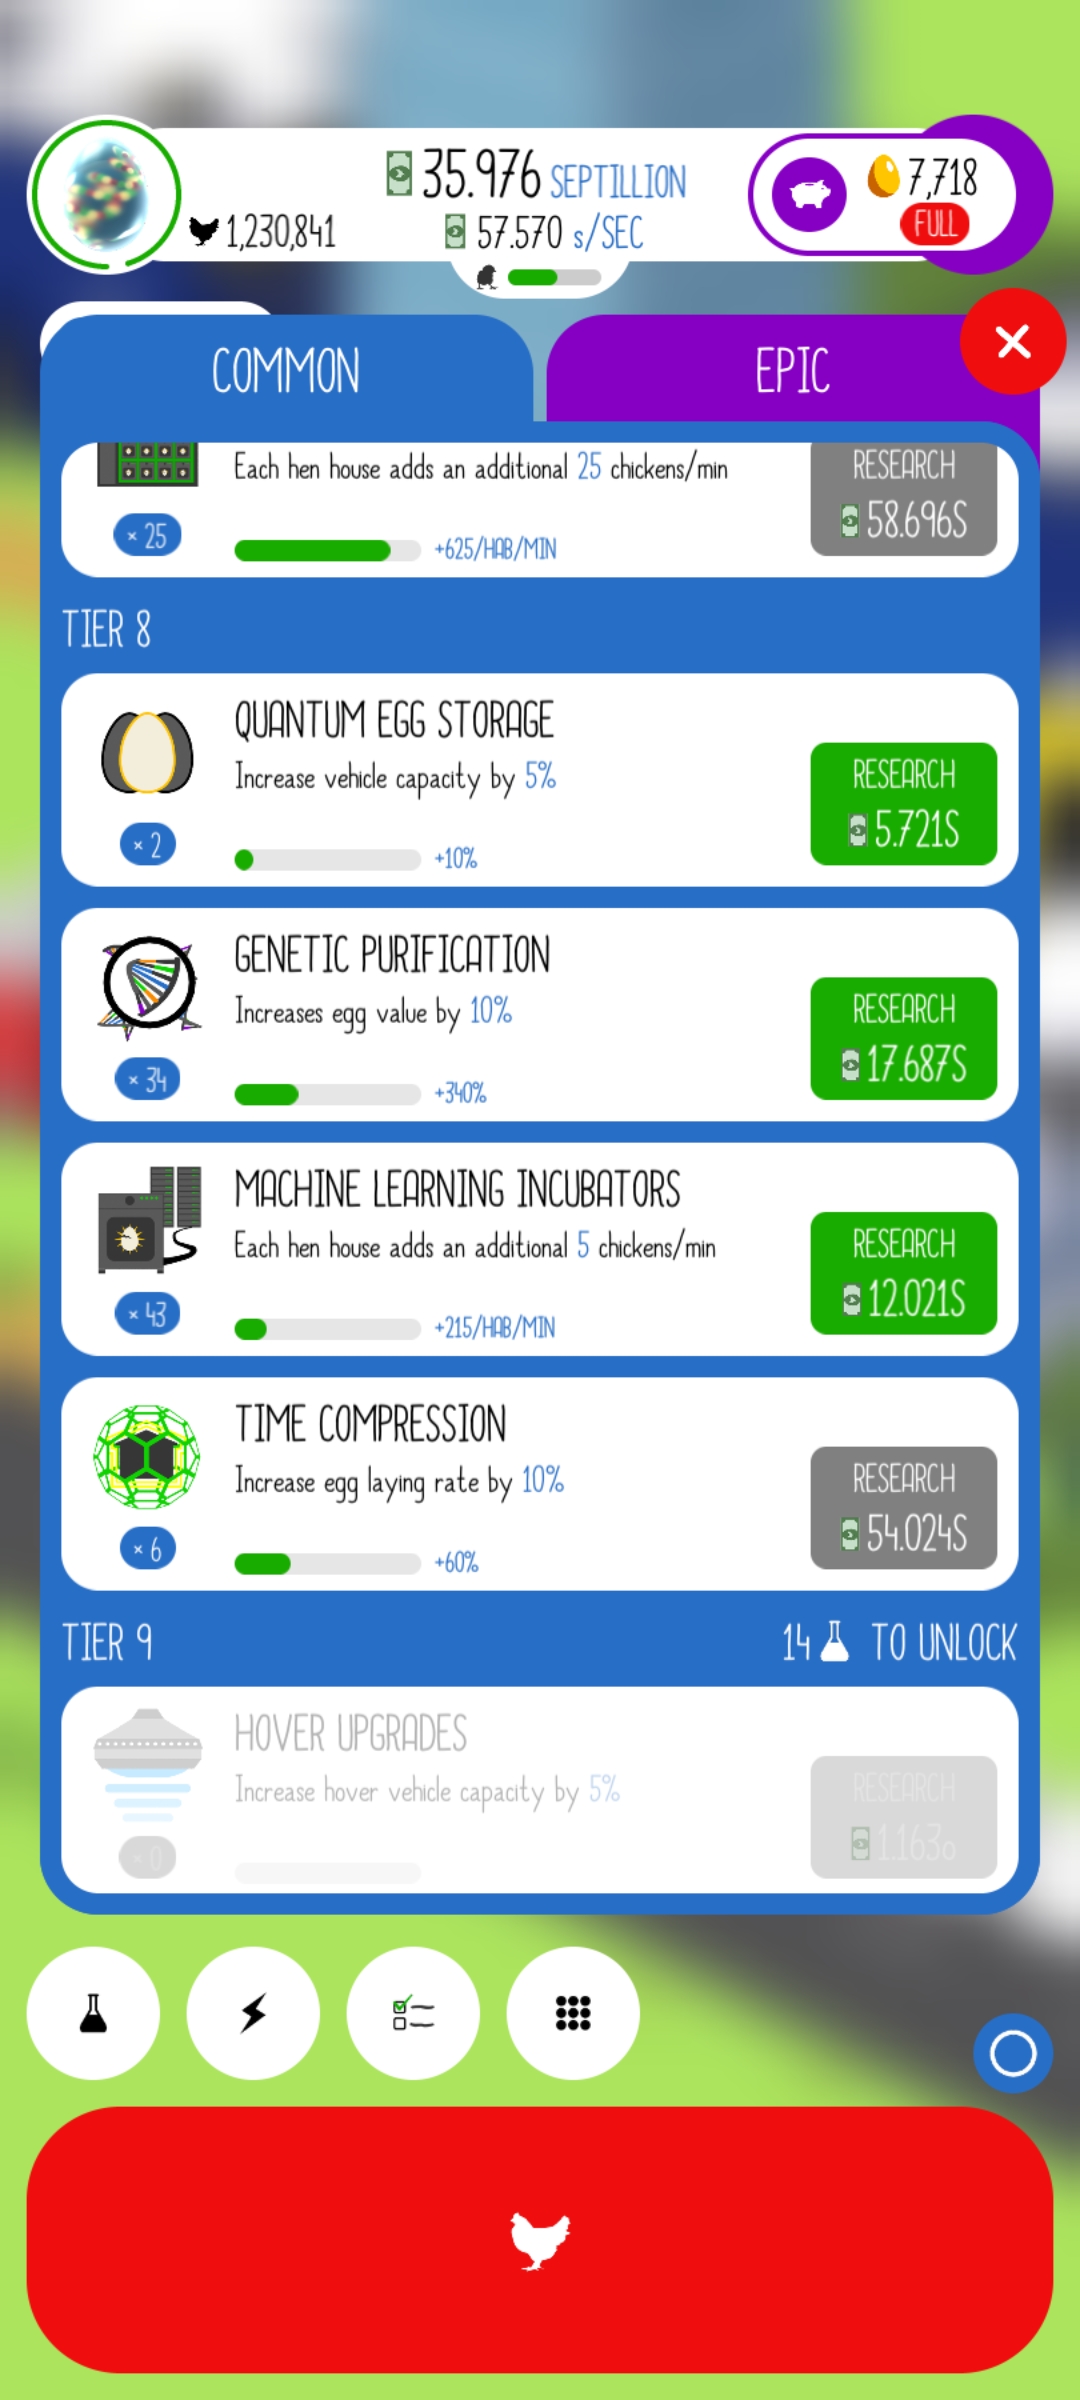 35.976 SEPTILLION
1,230,841
57.570 s/SEC
7,718
FULL
COMMON
EPIC
Each hen house adds an additional 25 chickens/min
RESEARCH
58.696S
× 25
+625/HAB/MIN
TIER 8
QUANTUM EGG STORAGE
Increase vehicle capacity by 5%
RESEARCH
5.721S
× 2
+10%
GENETIC PURIFICATION
Increases egg value by 10%
RESEARCH
17.687S
× 34
+340%
MACHINE LEARNING INCUBATORS
Each hen house adds an additional 5 chickens/min
RESEARCH
12.021S
× 43
+215/HAB/MIN
TIME COMPRESSION
Increase egg laying rate by 10%
RESEARCH
54.024S
× 6
+60%
TIER 9
14 TO UNLOCK
HOVER UPGRADES
Increase hover vehicle capacity by 5%
RESEARCH
1.163o
× 0